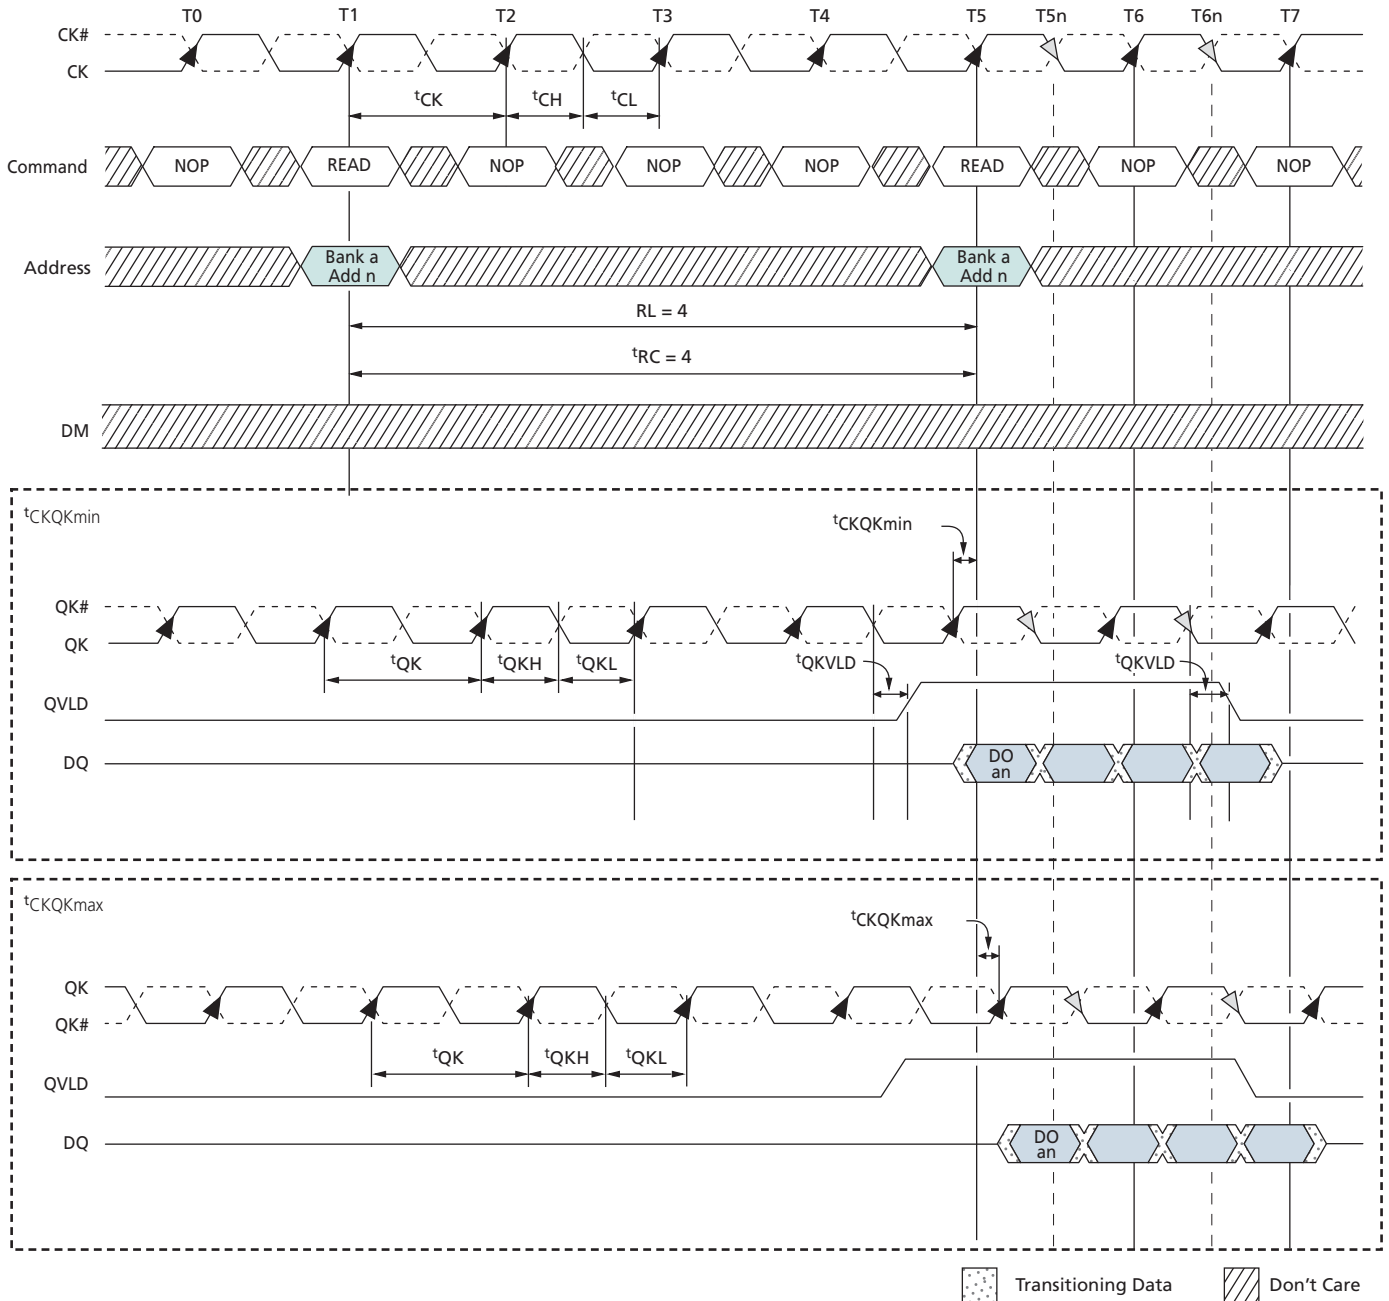 T0 T1 T2 T3 T4 T5 T5n T6 T6n T7
CK#
CK
tCK tCH tCL
Command NOP READ NOP NOP NOP READ NOP NOP
Address Bank a Add n Bank a Add n
RL = 4
tRC = 4
DM
tCKQKmin
tCKQKmin
QK#
QK
tQK tQKH tQKL tQKVLD tQKVLD
QVLD
DQ DO an
tCKQKmax
tCKQKmax
QK
QK#
tQK tQKH tQKL
QVLD
DQ DO an
Transitioning Data Don't Care